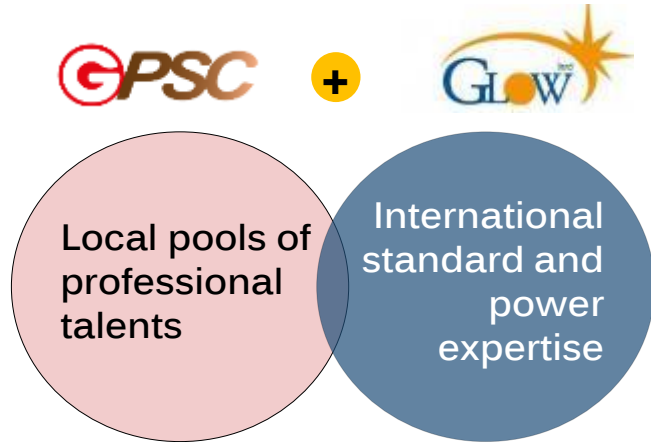 GPSC
+
GLOW
Local pools of
professional
talents
International
standard and
power
expertise